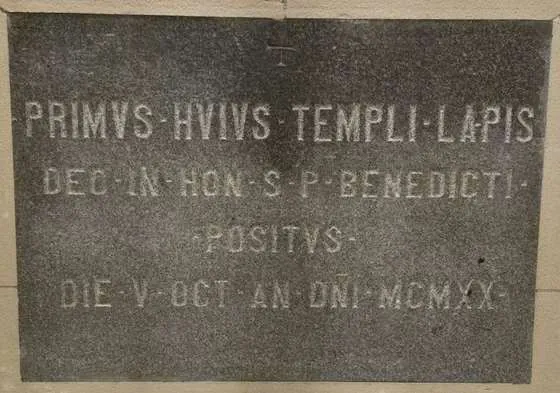 PRIMVS·HVIVS·TEMPLI·LAPIS
DEO·IN·HON·S·P·BENEDICTI·
·POSITVS·
DIE·V·OCT·AN·DÑI·MCMXX·